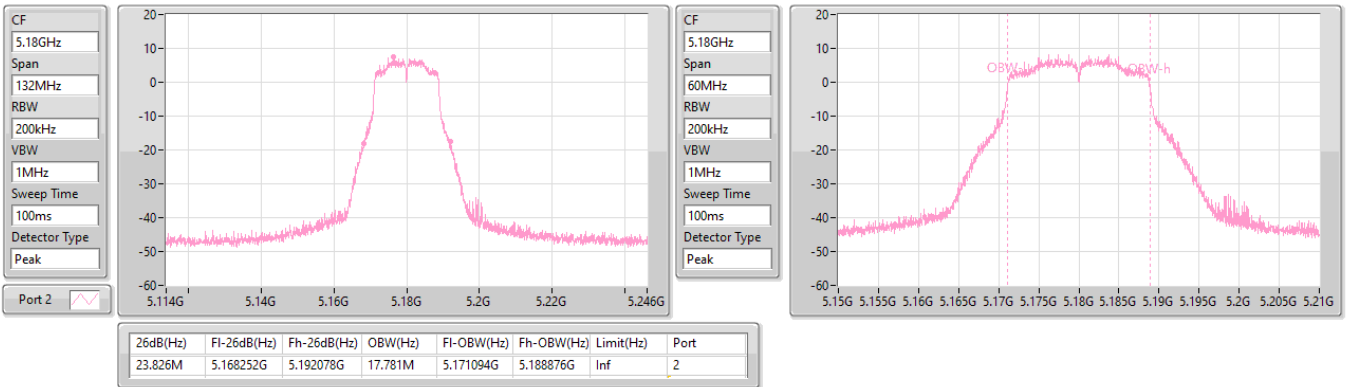 CF
5.18GHz
Span
132MHz
RBW
200kHz
VBW
1MHz
Sweep Time
100ms
Detector Type
Peak
Port 2
20
10
0
-10
-20
-30
-40
-50
-60
5.114G 5.14G 5.16G 5.18G 5.2G 5.22G 5.246G
CF
5.18GHz
Span
60MHz
RBW
200kHz
VBW
1MHz
Sweep Time
100ms
Detector Type
Peak
20
10
0
-10
-20
-30
-40
-50
-60
OBW-l OBW-h
5.15G 5.155G 5.16G 5.165G 5.17G 5.175G 5.18G 5.185G 5.19G 5.195G 5.2G 5.205G 5.21G
26dB(Hz) Fl-26dB(Hz) Fh-26dB(Hz) OBW(Hz) Fl-OBW(Hz) Fh-OBW(Hz) Limit(Hz) Port
23.826M 5.168252G 5.192078G 17.781M 5.171094G 5.188876G Inf 2